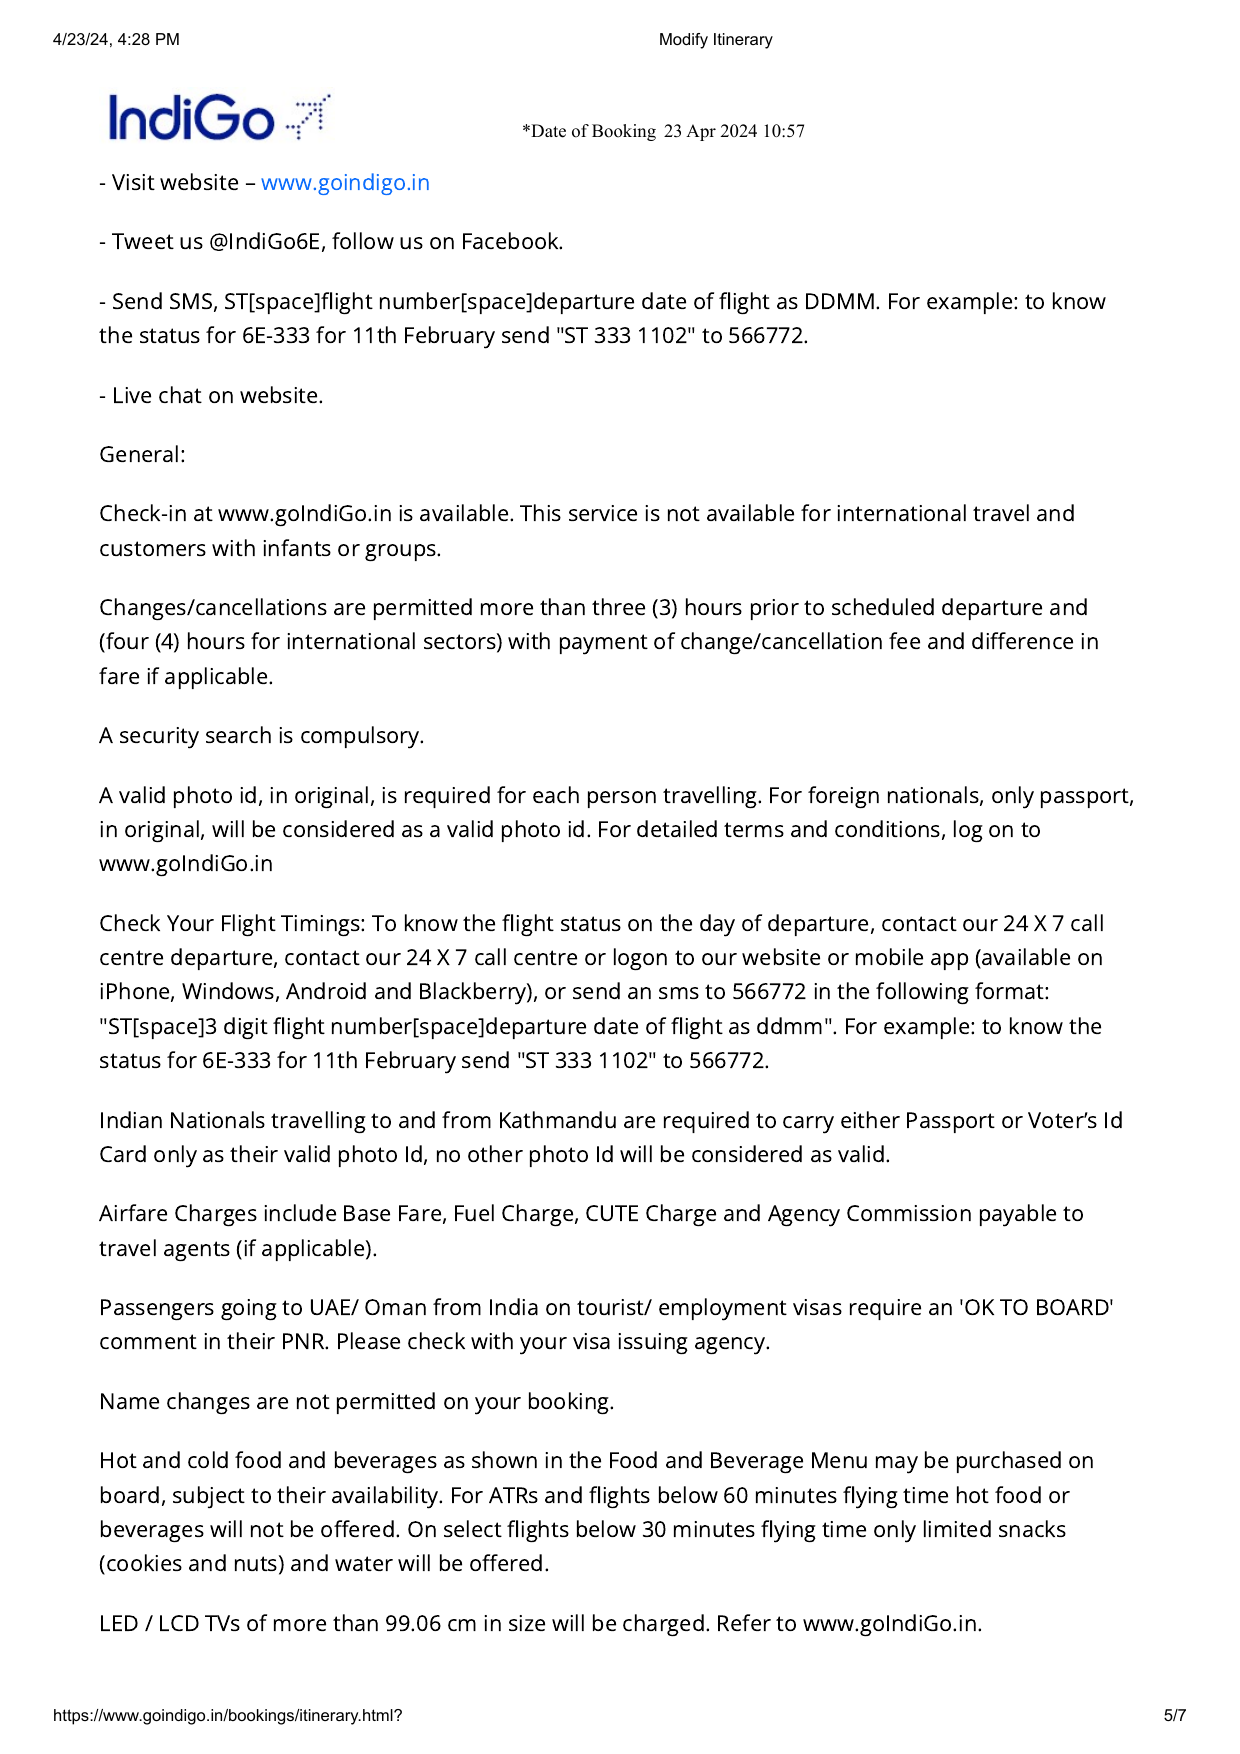 4/23/24, 4:28 PM
Modify Itinerary
IndiGo
*Date of Booking 23 Apr 2024 10:57
- Visit website – www.goindigo.in
- Tweet us @IndiGo6E, follow us on Facebook.
- Send SMS, ST[space]flight number[space]departure date of flight as DDMM. For example: to know
the status for 6E-333 for 11th February send "ST 333 1102" to 566772.
- Live chat on website.
General:
Check-in at www.goIndiGo.in is available. This service is not available for international travel and
customers with infants or groups.
Changes/cancellations are permitted more than three (3) hours prior to scheduled departure and
(four (4) hours for international sectors) with payment of change/cancellation fee and difference in
fare if applicable.
A security search is compulsory.
A valid photo id, in original, is required for each person travelling. For foreign nationals, only passport,
in original, will be considered as a valid photo id. For detailed terms and conditions, log on to
www.goIndiGo.in
Check Your Flight Timings: To know the flight status on the day of departure, contact our 24 X 7 call
centre departure, contact our 24 X 7 call centre or logon to our website or mobile app (available on
iPhone, Windows, Android and Blackberry), or send an sms to 566772 in the following format:
"ST[space]3 digit flight number[space]departure date of flight as ddmm". For example: to know the
status for 6E-333 for 11th February send "ST 333 1102" to 566772.
Indian Nationals travelling to and from Kathmandu are required to carry either Passport or Voter’s Id
Card only as their valid photo Id, no other photo Id will be considered as valid.
Airfare Charges include Base Fare, Fuel Charge, CUTE Charge and Agency Commission payable to
travel agents (if applicable).
Passengers going to UAE/ Oman from India on tourist/ employment visas require an 'OK TO BOARD'
comment in their PNR. Please check with your visa issuing agency.
Name changes are not permitted on your booking.
Hot and cold food and beverages as shown in the Food and Beverage Menu may be purchased on
board, subject to their availability. For ATRs and flights below 60 minutes flying time hot food or
beverages will not be offered. On select flights below 30 minutes flying time only limited snacks
(cookies and nuts) and water will be offered.
LED / LCD TVs of more than 99.06 cm in size will be charged. Refer to www.goIndiGo.in.
https://www.goindigo.in/bookings/itinerary.html?
5/7